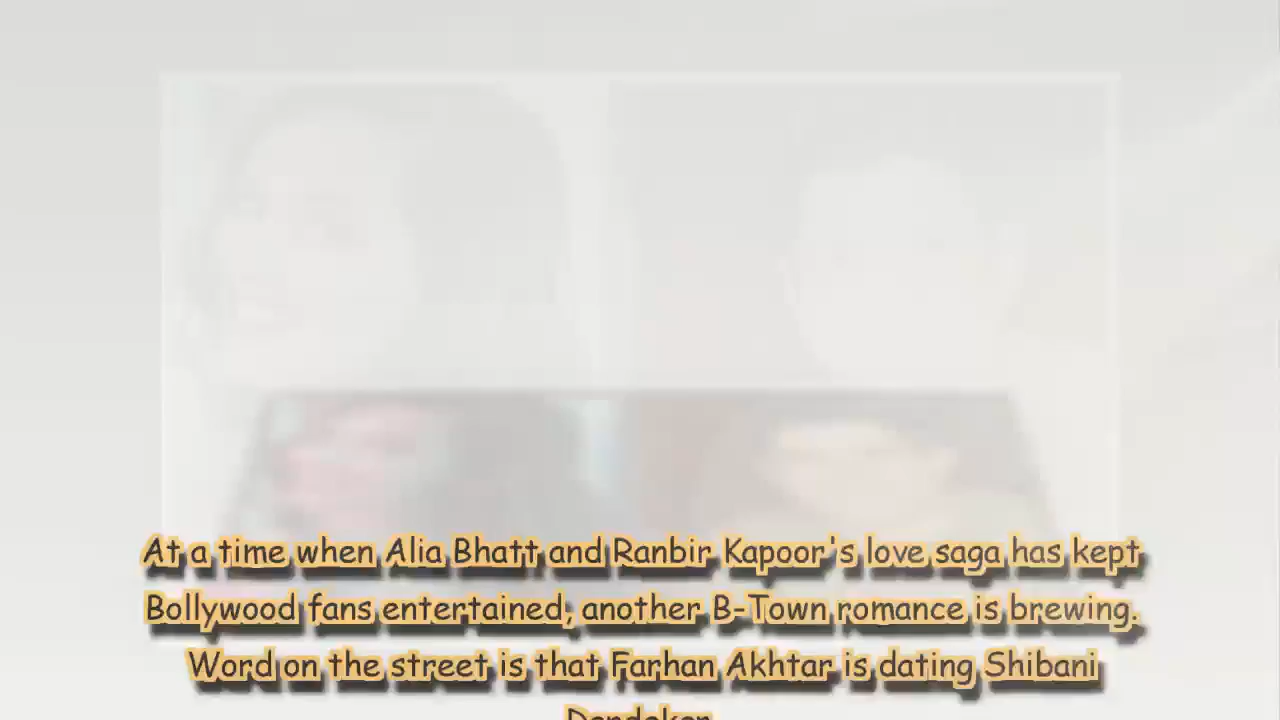 At a time when Alia Bhatt and Ranbir Kapoor's love saga has kept
Bollywood fans entertained, another B-Town romance is brewing.
Word on the street is that Farhan Akhtar is dating Shibani
Dandekar